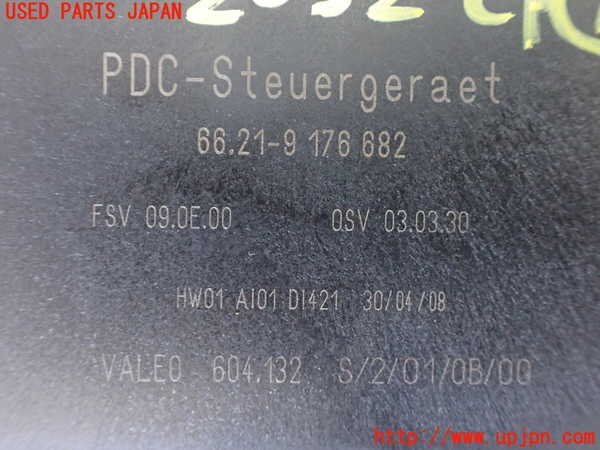 USED PARTS JAPAN
PDC-Steuergeraet
66.21-9 176 682
FSV 09.0E.00 QSV 03.03.30
HW01 AI01 DI421 30/04/08
VALEO 604.132 S/2/01/0B/00
http://www.upjpn.com